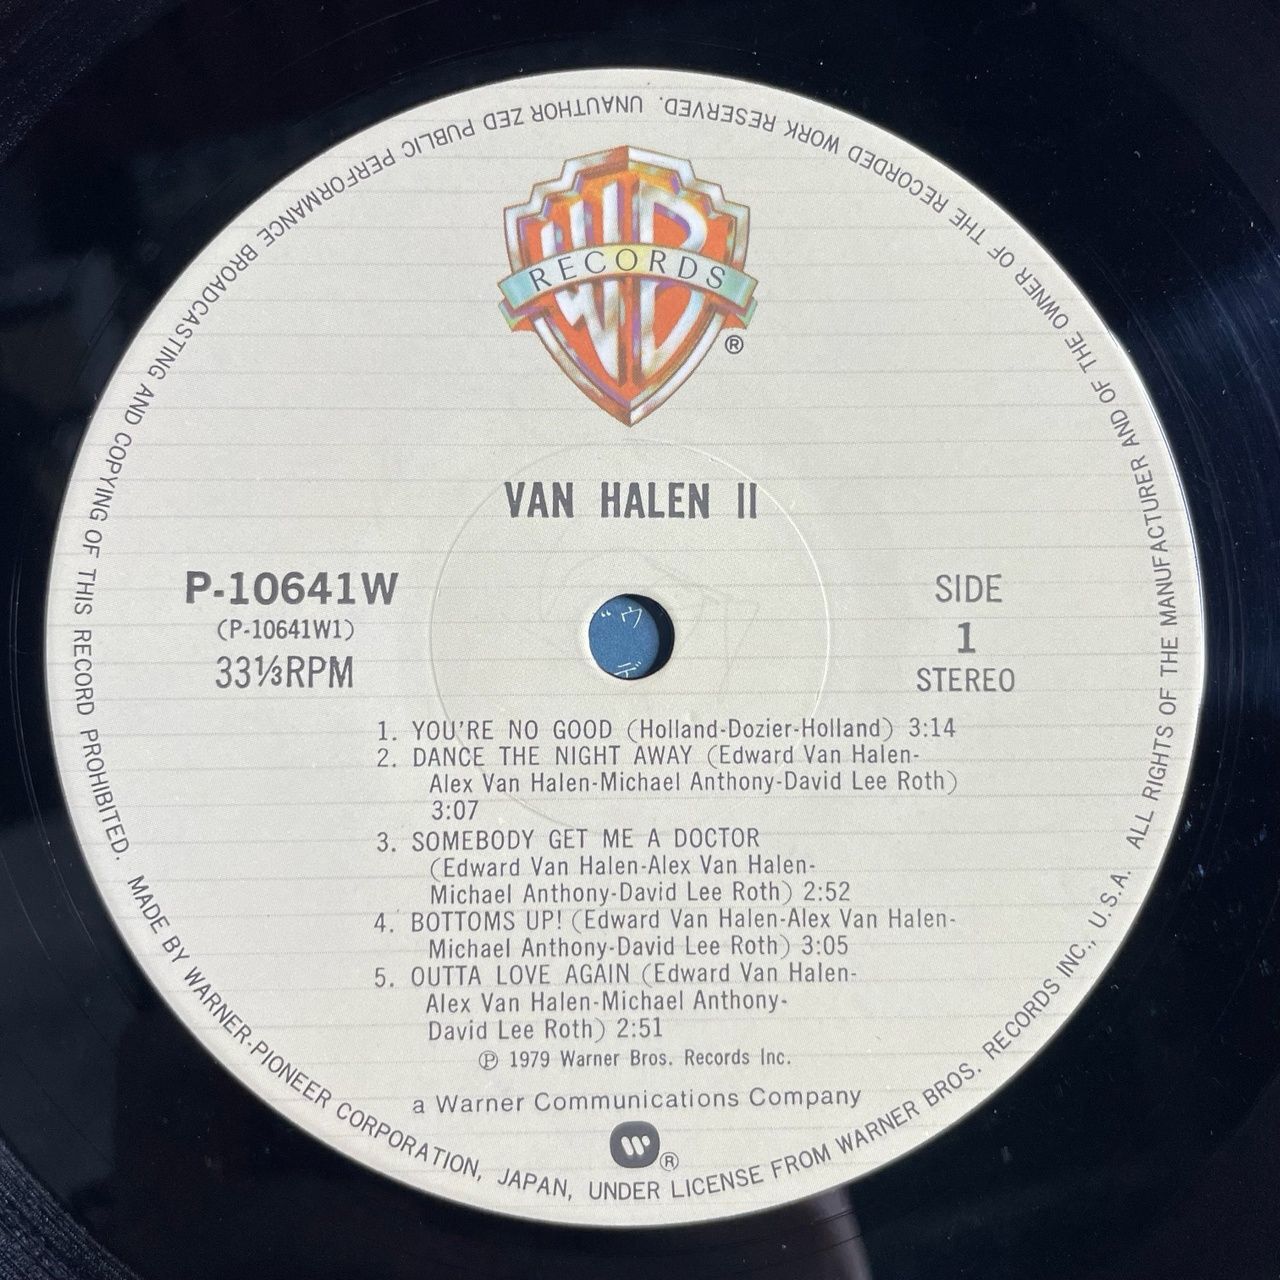 WB
RECORDS
®
VAN HALEN II
P-10641W
(P-10641W1)
33⅓RPM
SIDE
1
STEREO
“ ウ
デ
1. YOU'RE NO GOOD (Holland-Dozier-Holland) 3:14
2. DANCE THE NIGHT AWAY (Edward Van Halen-
Alex Van Halen-Michael Anthony-David Lee Roth)
3:07
3. SOMEBODY GET ME A DOCTOR
(Edward Van Halen-Alex Van Halen-
Michael Anthony-David Lee Roth) 2:52
4. BOTTOMS UP! (Edward Van Halen-Alex Van Halen-
Michael Anthony-David Lee Roth) 3:05
5. OUTTA LOVE AGAIN (Edward Van Halen-
Alex Van Halen-Michael Anthony-
David Lee Roth) 2:51
℗ 1979 Warner Bros. Records Inc.
a Warner Communications Company
W ®
MADE BY WARNER-PIONEER CORPORATION, JAPAN, UNDER LICENSE FROM WARNER BROS. RECORDS INC., U.S.A. ALL RIGHTS OF THE MANUFACTURER AND OF THE OWNER OF THE RECORDED WORK RESERVED. UNAUTHOR ZED PUBLIC PERFORMANCE BROADCASTING AND COPYING OF THIS RECORD PROHIBITED.